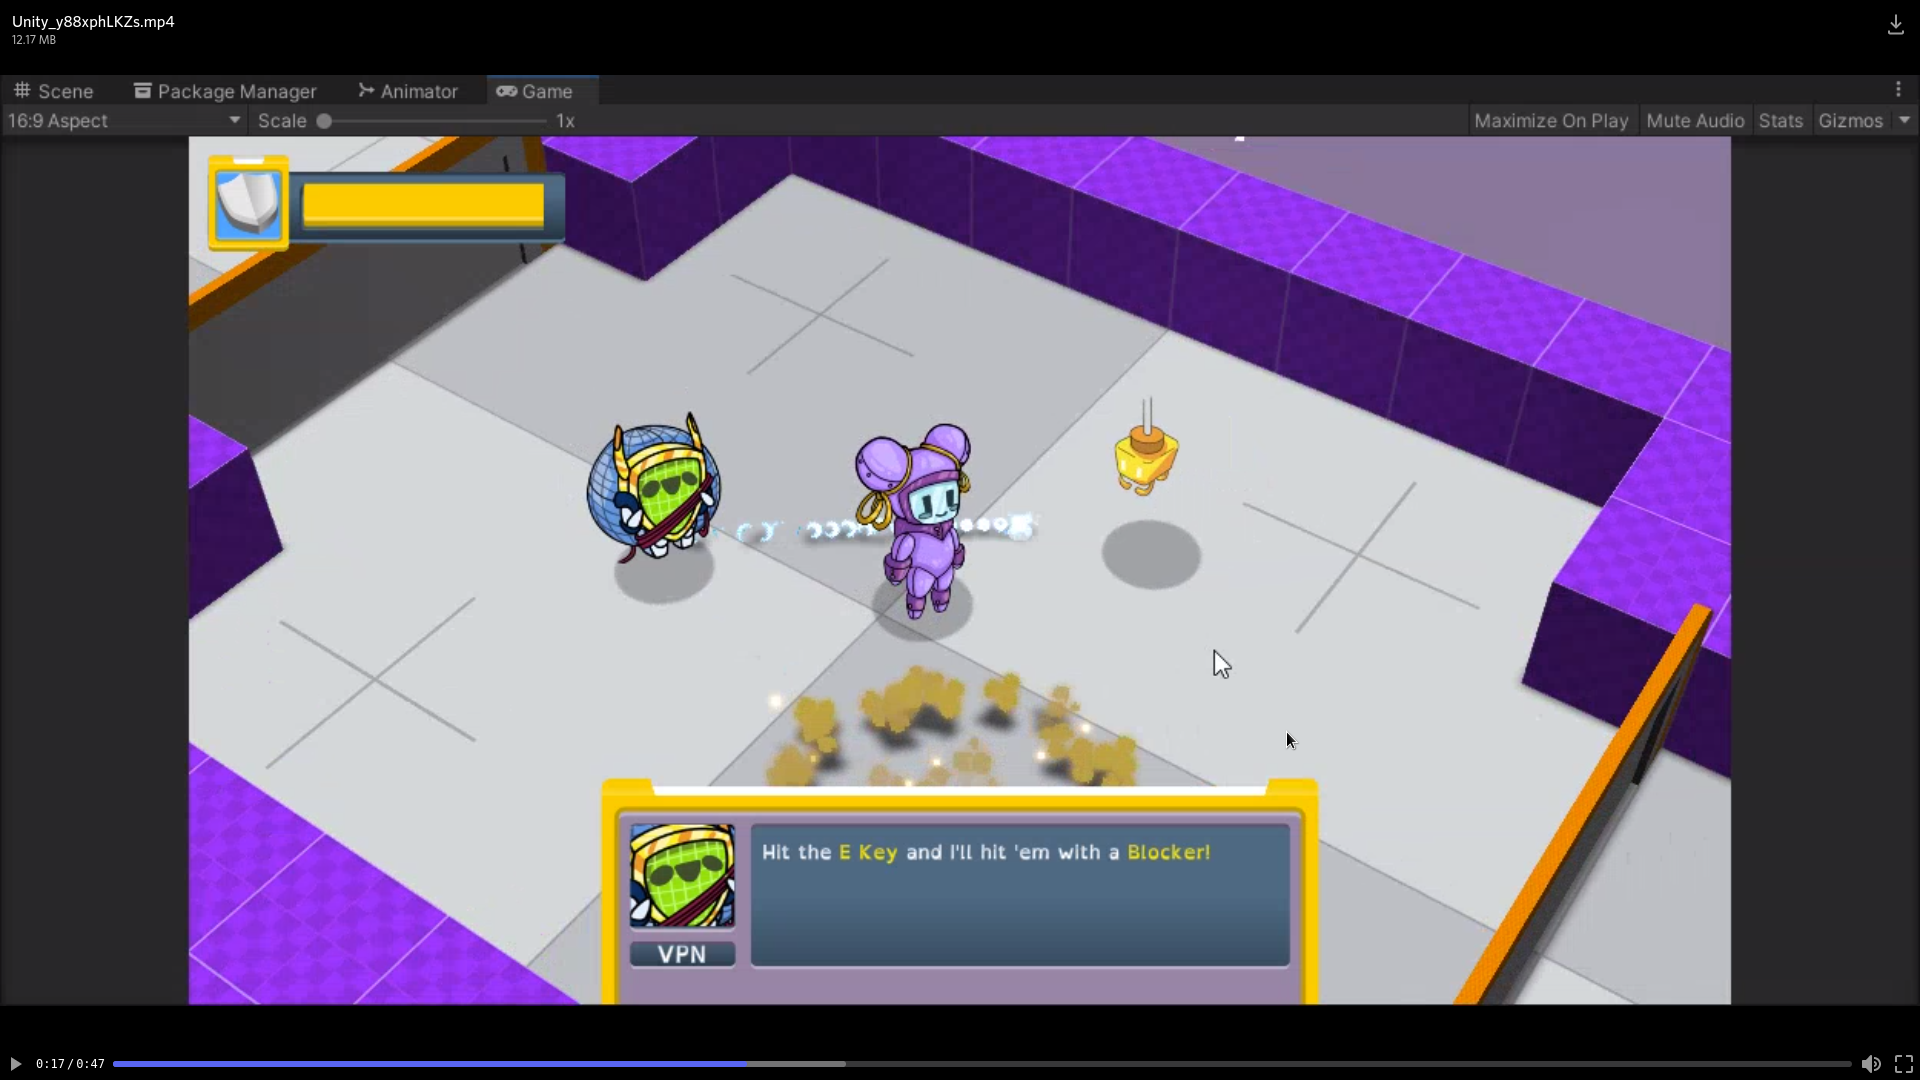 Unity_y88xphLKZs.mp4
12.17 MB
Scene
Package Manager
Animator
Game
16:9 Aspect
Scale
1x
Maximize On Play
Mute Audio
Stats
Gizmos
Hit the E Key and I'll hit 'em with a Blocker!
VPN
0:17/0:47